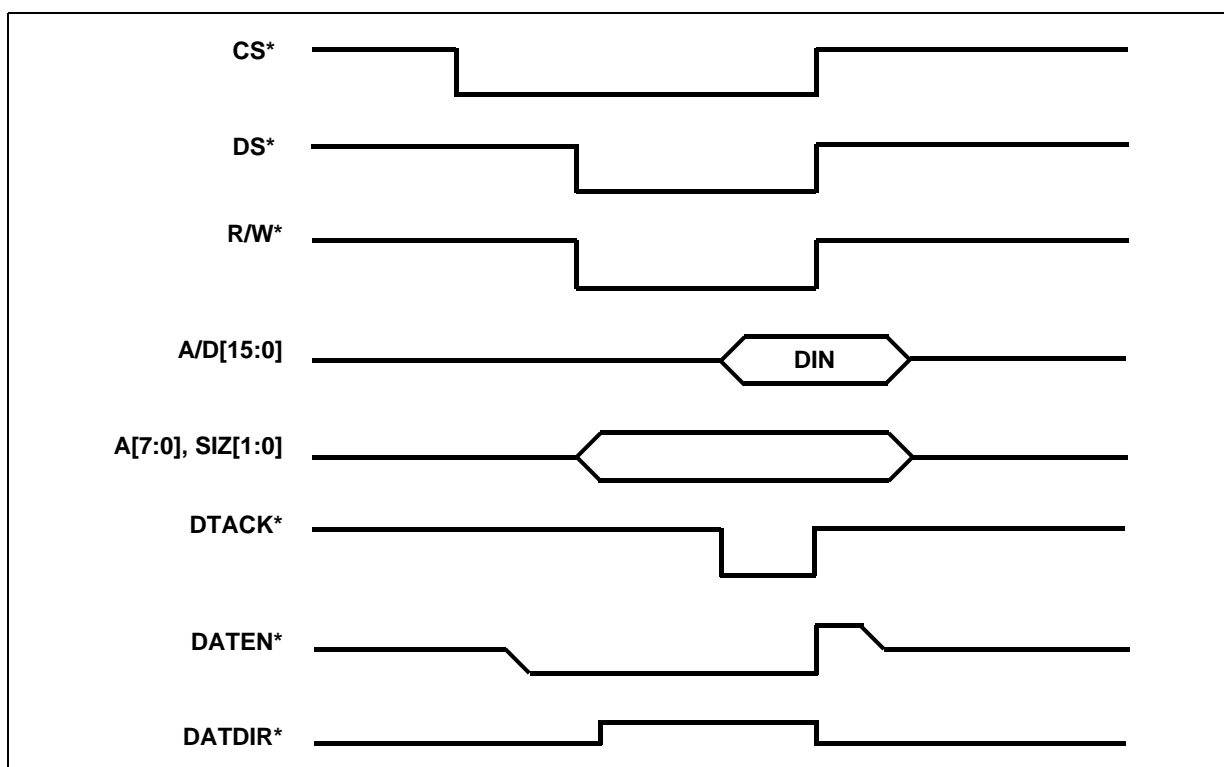 CS*
DS*
R/W*
A/D[15:0]
DIN
A[7:0], SIZ[1:0]
DTACK*
DATEN*
DATDIR*